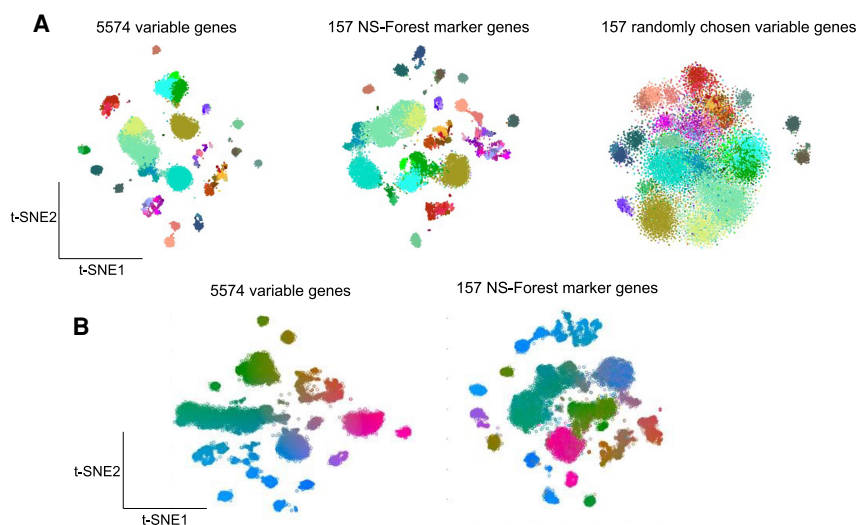 A
5574 variable genes
157 NS-Forest marker genes
157 randomly chosen variable genes
t-SNE2
t-SNE1
B
5574 variable genes
157 NS-Forest marker genes
t-SNE2
t-SNE1